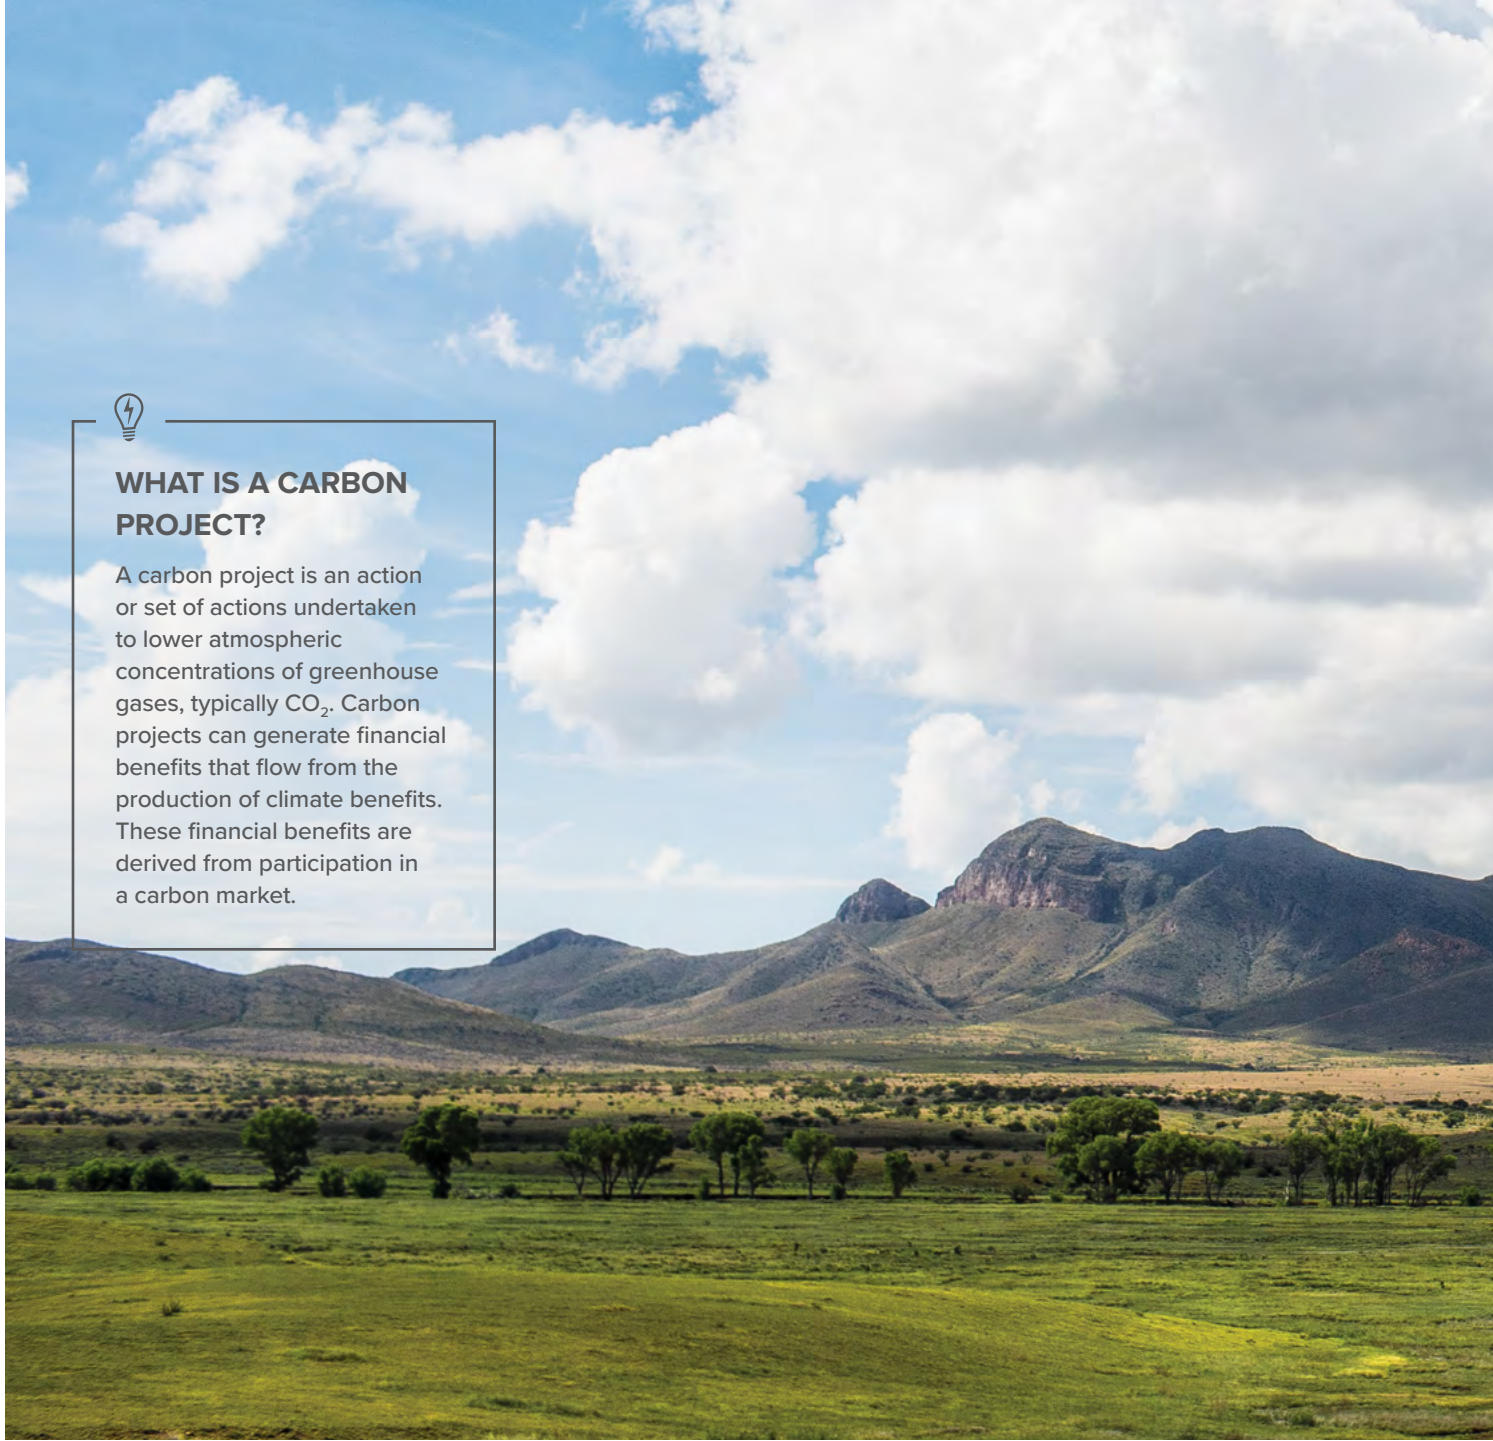 WHAT IS A CARBON
PROJECT?
A carbon project is an action
or set of actions undertaken
to lower atmospheric
concentrations of greenhouse
gases, typically CO₂. Carbon
projects can generate financial
benefits that flow from the
production of climate benefits.
These financial benefits are
derived from participation in
a carbon market.